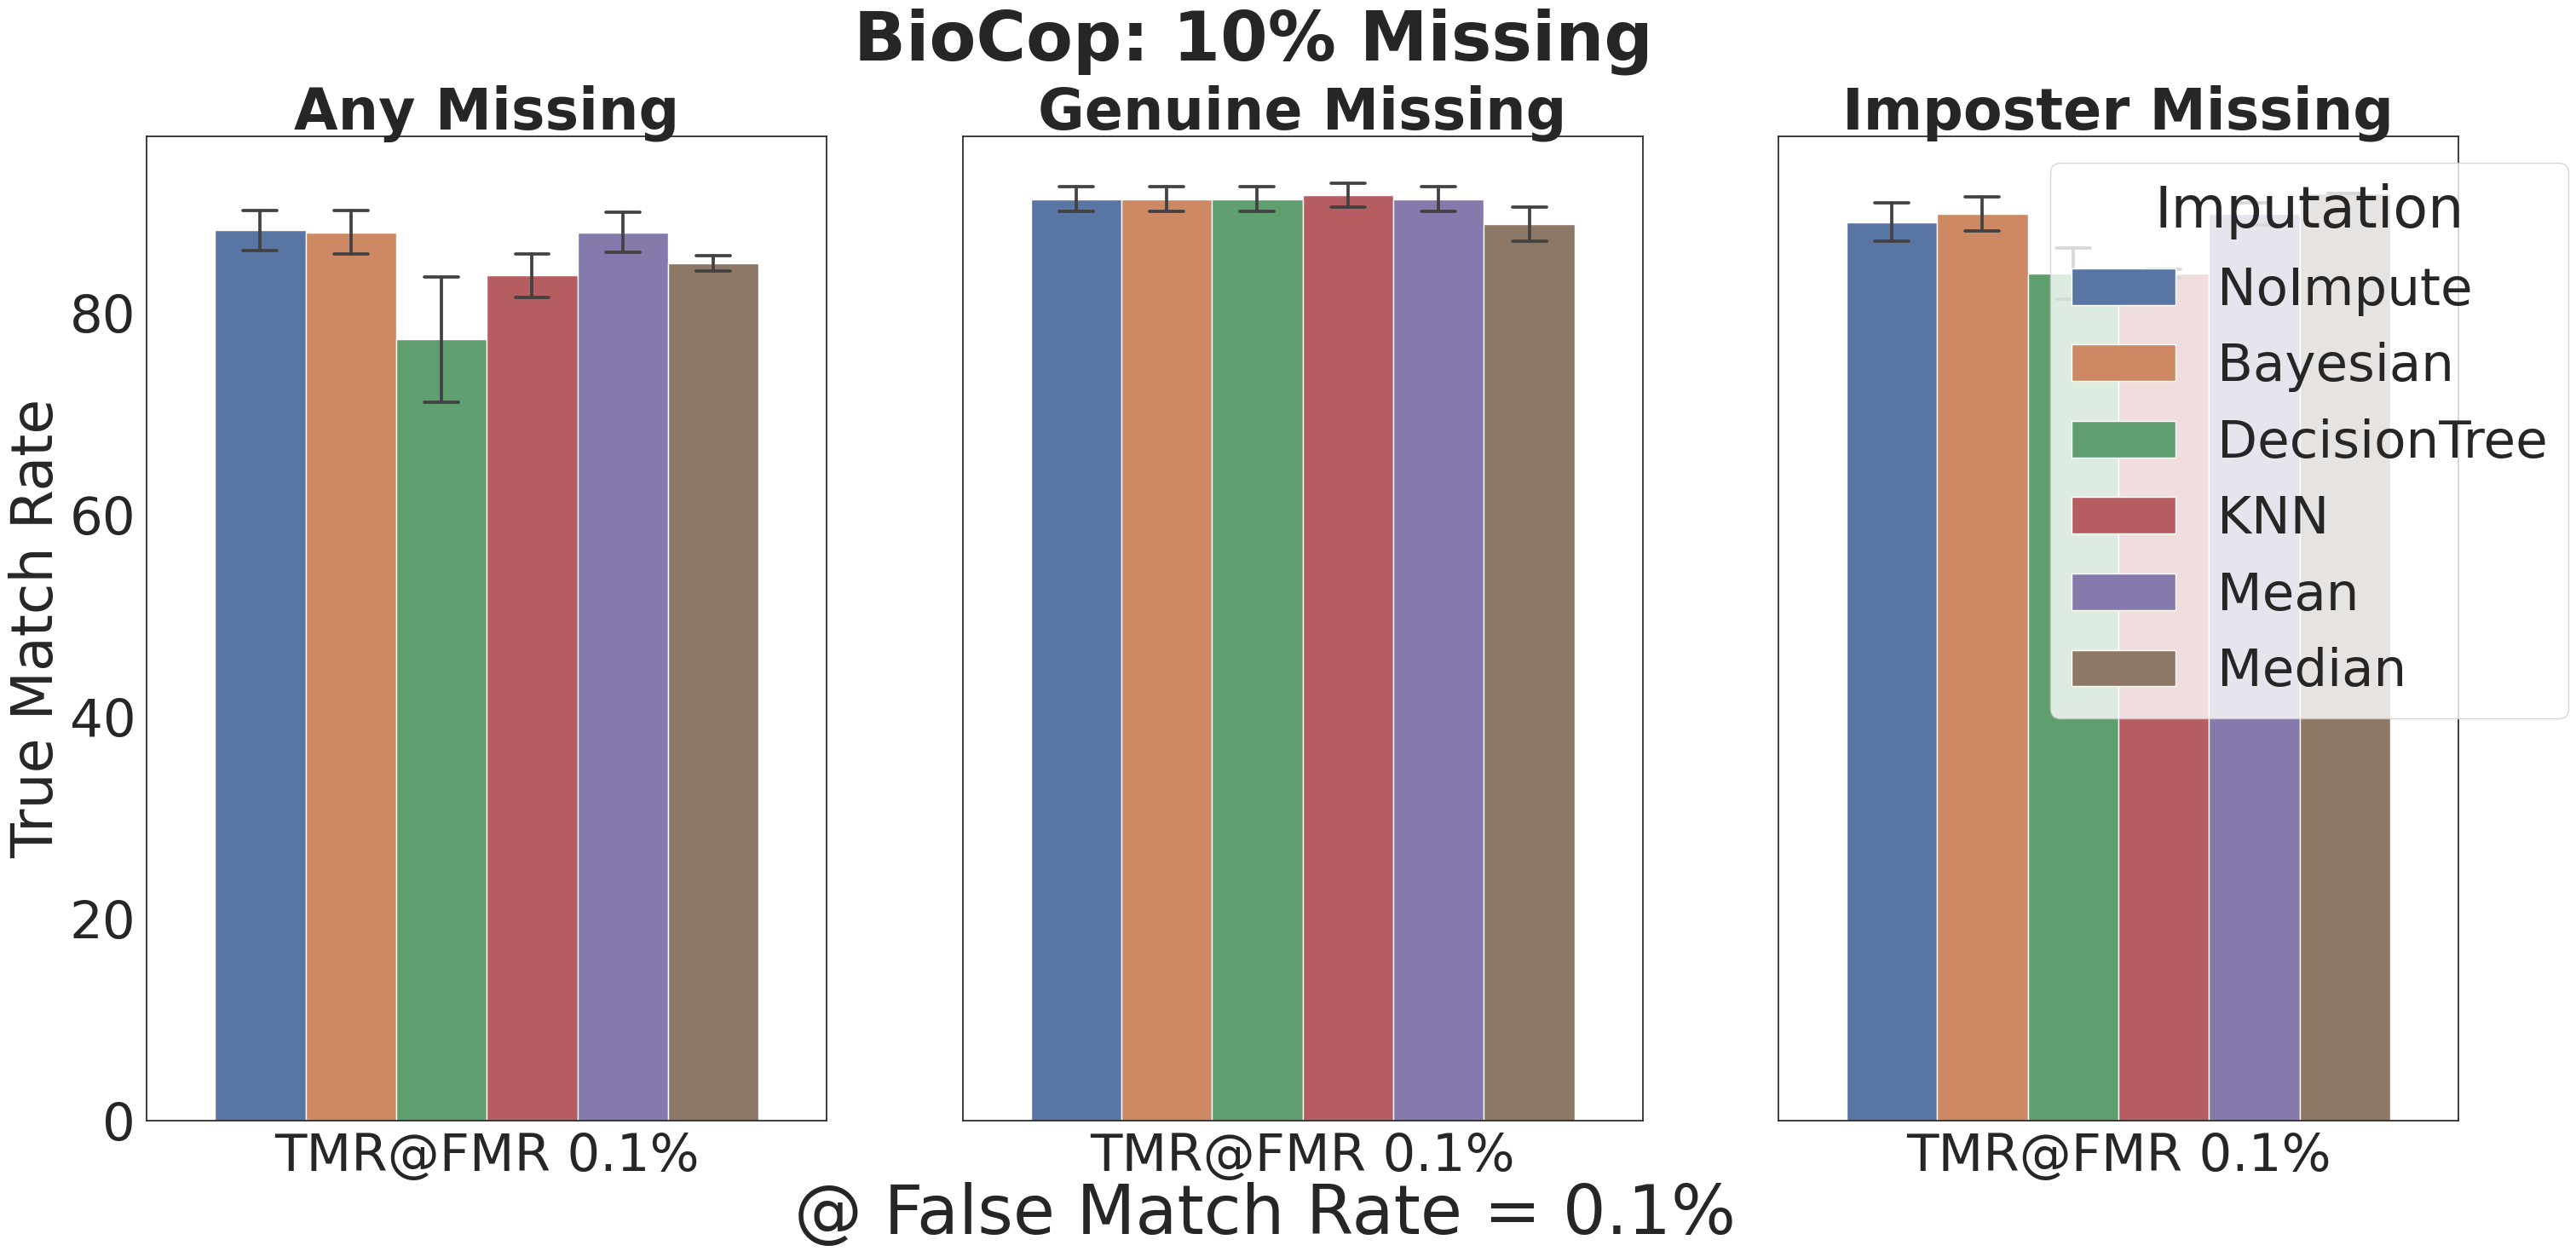 BioCop: 10% Missing
Any Missing
Genuine Missing
Imposter Missing
True Match Rate
80
60
40
20
0
Imputation
NoImpute
Bayesian
DecisionTree
KNN
Mean
Median
TMR@FMR 0.1%
TMR@FMR 0.1%
TMR@FMR 0.1%
@ False Match Rate = 0.1%